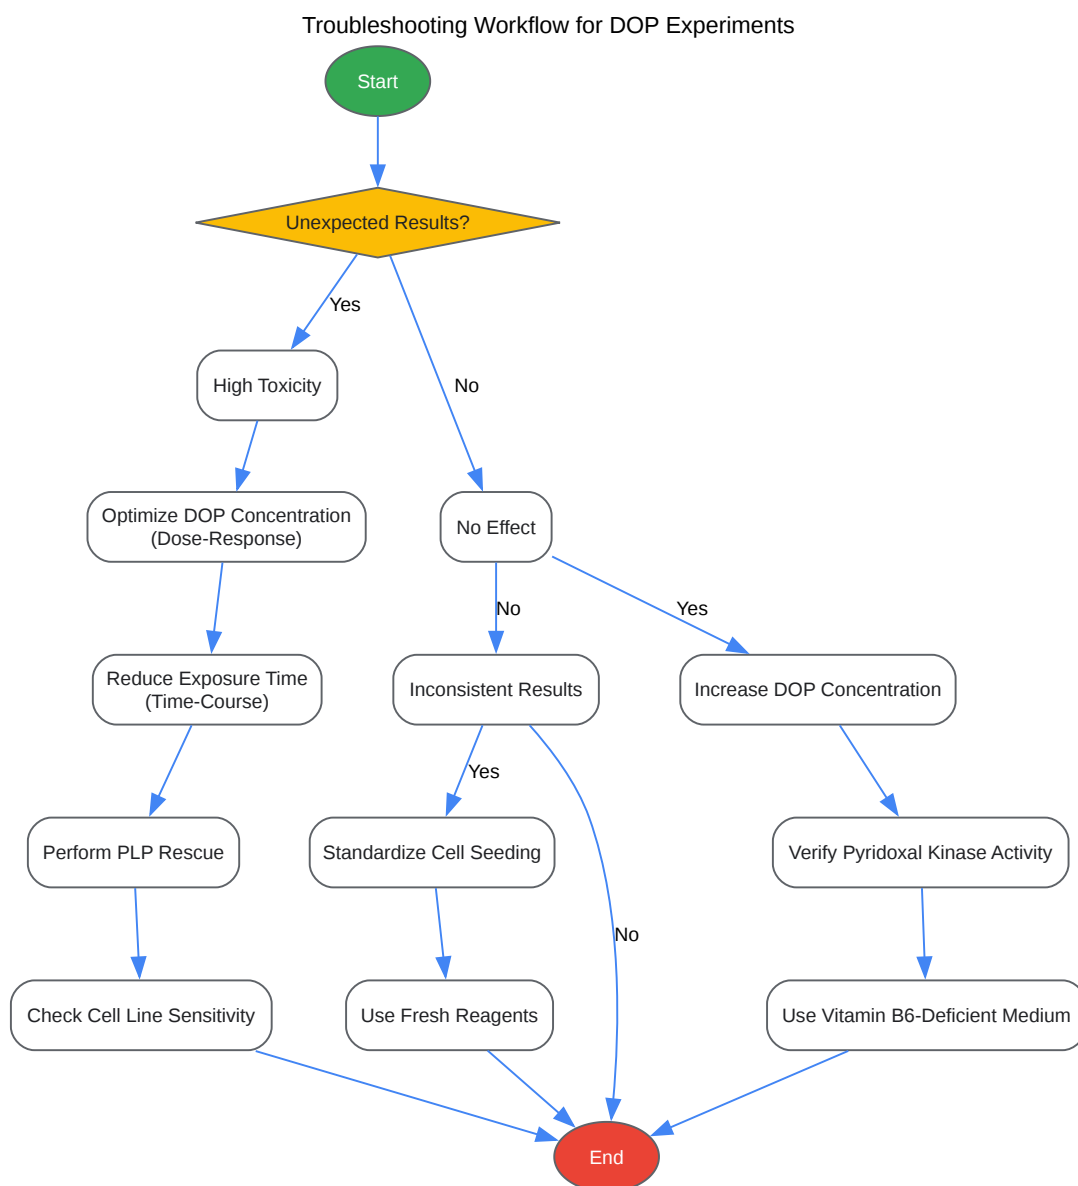 Troubleshooting Workflow for DOP Experiments
Start
Unexpected Results?
Yes
High Toxicity
No
Optimize DOP Concentration
(Dose-Response)
No Effect
No
Yes
Reduce Exposure Time
(Time-Course)
Inconsistent Results
Increase DOP Concentration
Yes
Perform PLP Rescue
Standardize Cell Seeding
Verify Pyridoxal Kinase Activity
No
Check Cell Line Sensitivity
Use Fresh Reagents
Use Vitamin B6-Deficient Medium
End